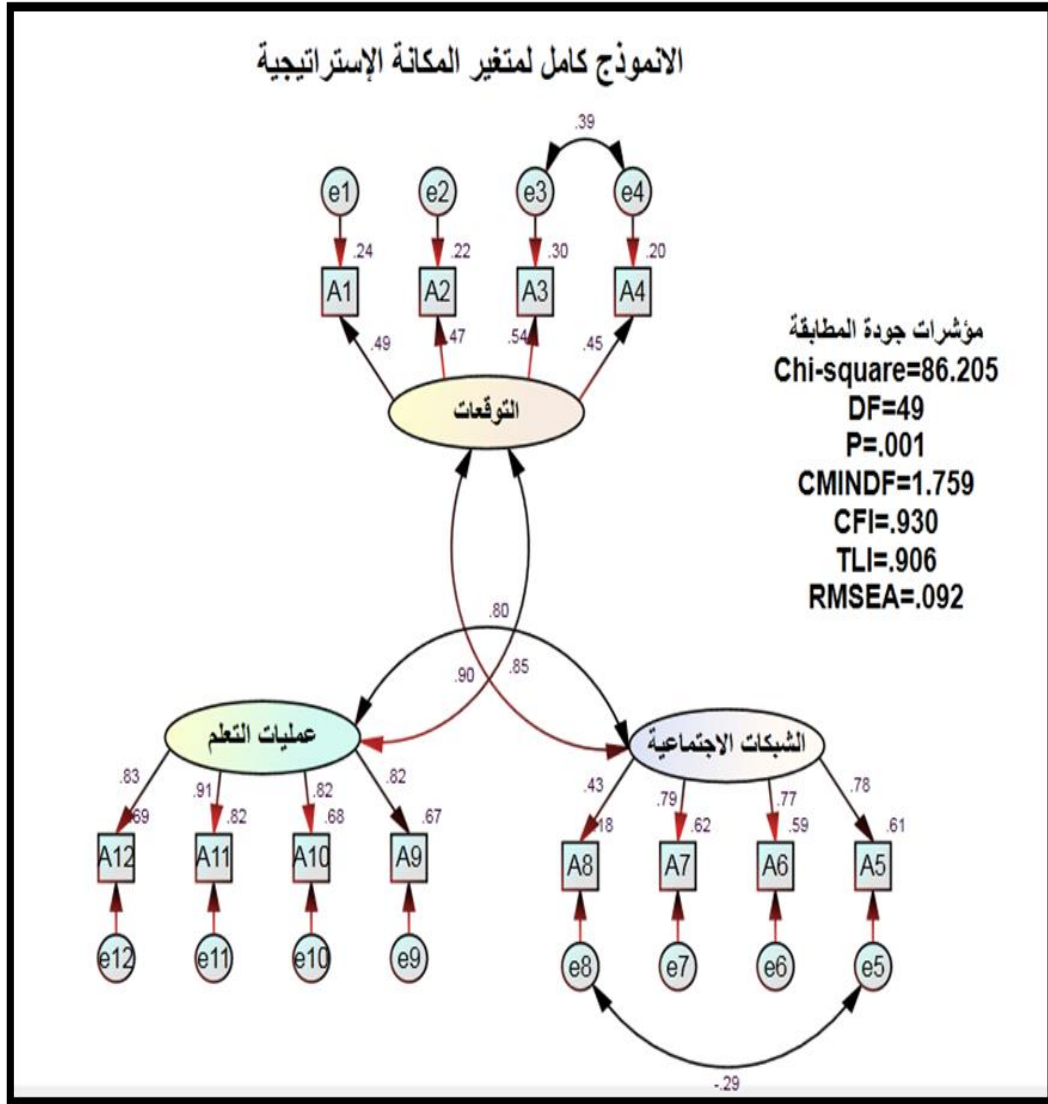 الانموذج كامل لمتغير المكانة الإستراتيجية
.39
e1 e2 e3 e4
.24 .22 .30 .20
A1 A2 A3 A4
.49 .47 .54 .45
التوقعات
مؤشرات جودة المطابقة
Chi-square=86.205
DF=49
P=.001
CMINDF=1.759
CFI=.930
TLI=.906
RMSEA=.092
.80
.90 .85
عمليات التعلم
الشبكات الاجتماعية
.83 .91 .82 .82
.43 .79 .77 .78
.69 .82 .68 .67
.18 .62 .59 .61
A12 A11 A10 A9
A8 A7 A6 A5
e12 e11 e10 e9
e8 e7 e6 e5
-.29